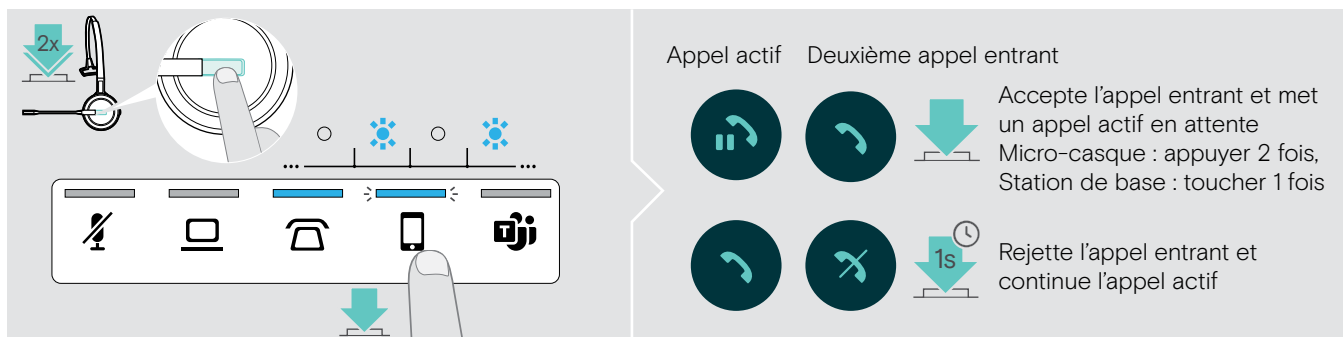 2x
Appel actif
Deuxième appel entrant
Accepte l'appel entrant et met
un appel actif en attente
Micro-casque : appuyer 2 fois,
Station de base : toucher 1 fois
1s
Rejette l'appel entrant et
continue l'appel actif
T